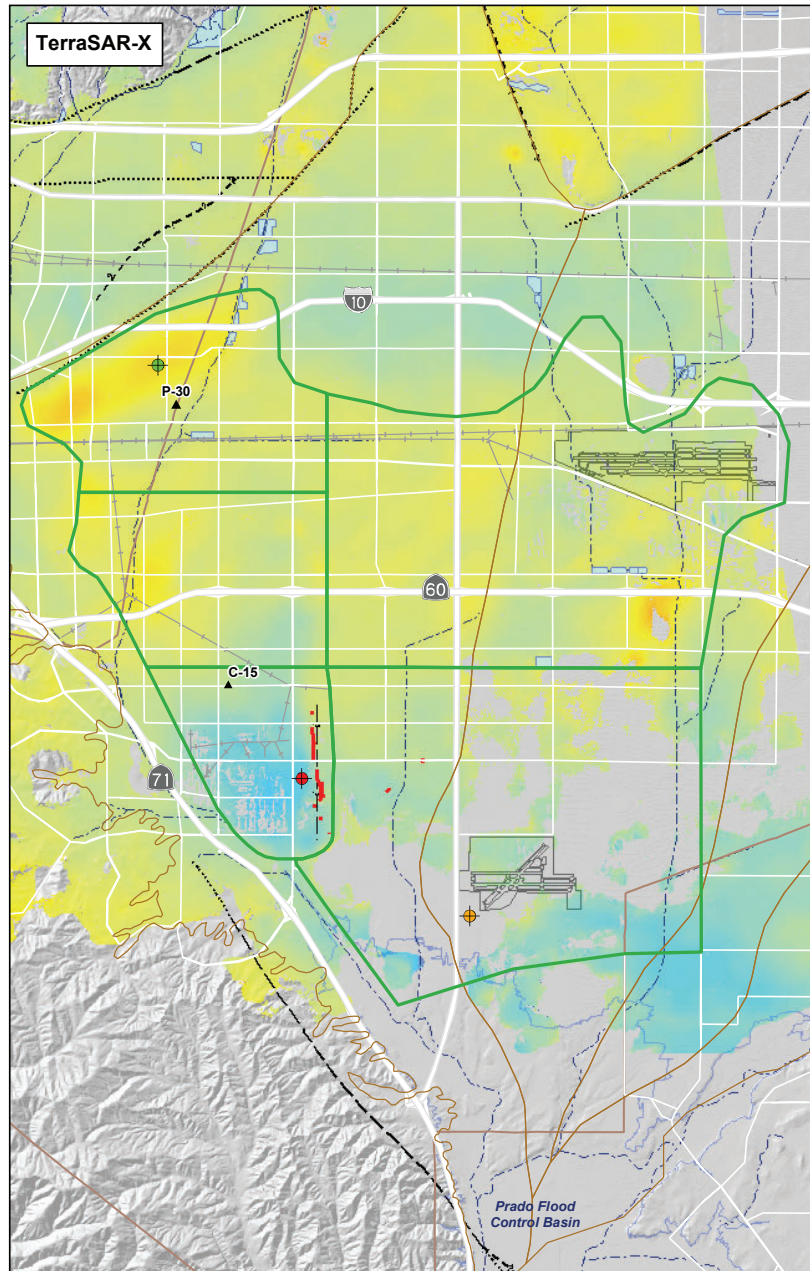 TerraSAR-X
10
P-30
60
C-15
71
Prado Flood
Control Basin